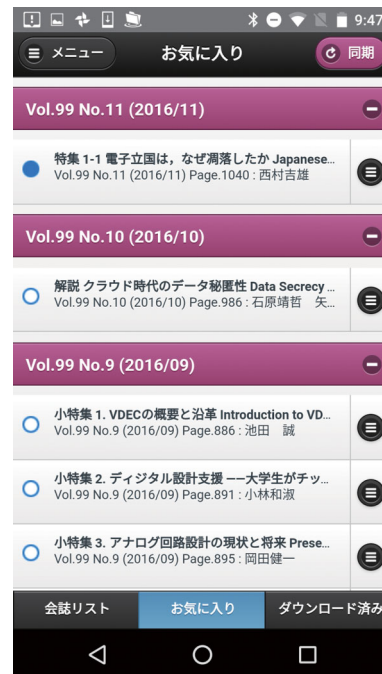 9:47
メニュー
お気に入り
同期
Vol.99 No.11 (2016/11)
特集 1-1 電子立国は，なぜ凋落したか Japanese...
Vol.99 No.11 (2016/11) Page.1040 : 西村吉雄
Vol.99 No.10 (2016/10)
解説 クラウド時代のデータ秘匿性 Data Secrecy ...
Vol.99 No.10 (2016/10) Page.986 : 石原靖哲　矢...
Vol.99 No.9 (2016/09)
小特集 1. VDECの概要と沿革 Introduction to VD...
Vol.99 No.9 (2016/09) Page.886 : 池田　誠
小特集 2. ディジタル設計支援 ——大学生がチッ...
Vol.99 No.9 (2016/09) Page.891 : 小林和淑
小特集 3. アナログ回路設計の現状と将来 Prese...
Vol.99 No.9 (2016/09) Page.895 : 岡田健一
会誌リスト
お気に入り
ダウンロード済み